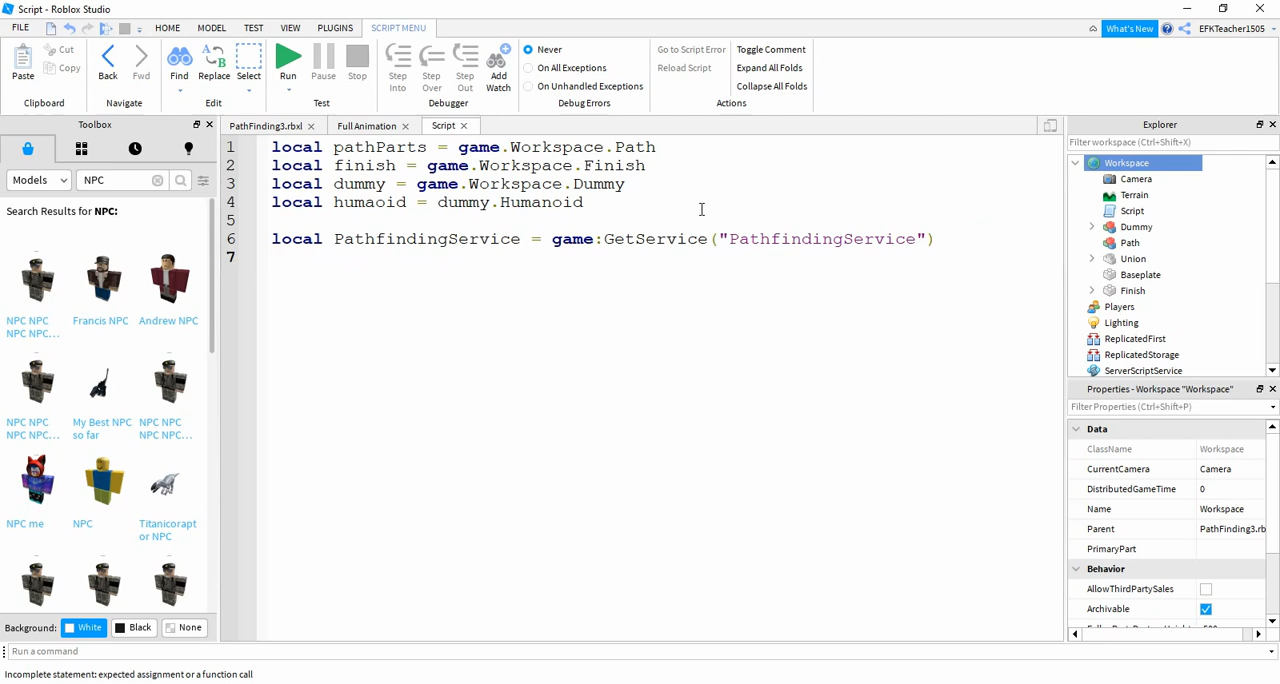 Script - Roblox Studio
FILE HOME MODEL TEST VIEW PLUGINS SCRIPT MENU What's New EFKTeacher1505
Paste Cut Copy Back Fwd Find Replace Select Run Pause Stop Step Into Step Over Step Out Add Watch Never On All Exceptions On Unhandled Exceptions Go to Script Error Reload Script Toggle Comment Expand All Folds Collapse All Folds
Clipboard Navigate Edit Test Debugger Debug Errors Actions
Toolbox
Models NPC
Search Results for NPC:
NPC NPC NPC NPC...
Francis NPC
Andrew NPC
NPC NPC NPC NPC...
My Best NPC so far
NPC NPC NPC NPC...
NPC me
NPC
Titanicorapt or NPC
Background: White Black None
PathFinding3.rbxl Full Animation Script
1 local pathParts = game.Workspace.Path
2 local finish = game.Workspace.Finish
3 local dummy = game.Workspace.Dummy
4 local humaoid = dummy.Humanoid
5
6 local PathfindingService = game:GetService("PathfindingService")
7
Explorer
Filter workspace (Ctrl+Shift+X)
Workspace
Camera
Terrain
Script
Dummy
Path
Union
Baseplate
Finish
Players
Lighting
ReplicatedFirst
ReplicatedStorage
ServerScriptService
Properties - Workspace "Workspace"
Filter Properties (Ctrl+Shift+P)
Data
ClassName Workspace
CurrentCamera Camera
DistributedGameTime 0
Name Workspace
Parent PathFinding3.rb
PrimaryPart
Behavior
AllowThirdPartySales
Archivable
Run a command
Incomplete statement: expected assignment or a function call